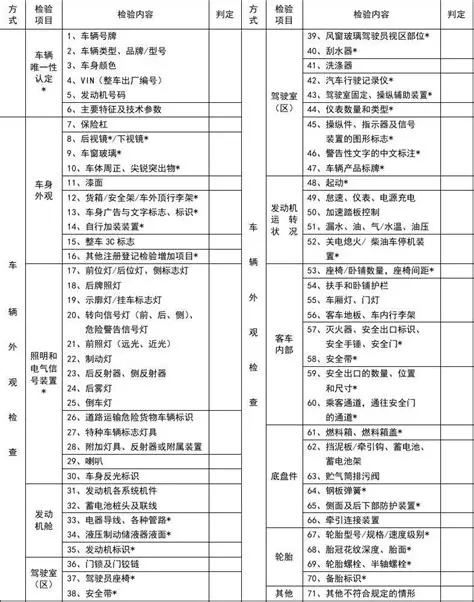 方式 检验项目 检验内容 判定
车辆外观检查
车辆唯一性认定*
1、车辆号牌
2、车辆类型、品牌/型号
3、车身颜色
4、VIN（整车出厂编号）
5、发动机号码
6、主要特征及技术参数
车身外观
7、保险杠
8、后视镜*/下视镜*
9、车窗玻璃*
10、车体周正、尖锐突出物*
11、漆面
12、货箱/安全架/车外顶行李架*
13、车身广告与文字标志、标识*
14、自行加装装置*
15、整车3C标志
16、其他注册登记检验增加项目*
照明和电气信号装置*
17、前位灯/后位灯、侧标志灯
18、后牌照灯
19、示廓灯/挂车标志灯
20、转向信号灯（前、后、侧）、
危险警告信号灯
21、前照灯（远光、近光）
22、制动灯
23、后反射器、侧反射器
24、后雾灯
25、倒车灯
26、道路运输危险货物车辆标识
27、特种车辆标志灯具
28、附加灯具、反射器或附属装置
29、喇叭
30、车身反光标识
发动机舱
31、发动机各系统机件
32、蓄电池桩头及联线
33、电器导线、各种管路*
34、液压制动储液器液面*
35、发动机标识*
驾驶室（区）
36、门锁及门铰链
37、驾驶员座椅*
38、安全带*
方式 检验项目 检验内容 判定
车辆外观检查
驾驶室（区）
39、风窗玻璃驾驶员视区部位*
40、刮水器*
41、洗涤器
42、汽车行驶记录仪*
43、驾驶室固定、操纵辅助装置*
44、仪表数量和类型*
45、操纵件、指示器及信号
装置的图形标志*
46、警告性文字的中文标注*
47、车辆产品标牌*
发动机运转状况
48、起动*
49、怠速、仪表、电源充电
50、加速踏板控制
51、漏水、油、气/水温、油压
52、关电熄火/ 柴油车停机装
置*
客车内部
53、座椅/卧铺数量，座椅间距*
54、扶手和卧铺护栏
55、车厢灯、门灯
56、客车地板、车内行李架
57、灭火器、安全出口标识、
安全手锤、安全门*
58、安全带*
59、安全出口的数量、位置
和尺寸*
60、乘客通道，通往安全门
的通道*
底盘件
61、燃料箱、燃料箱盖*
62、挡泥板/牵引钩、蓄电池、
蓄电池架
63、贮气筒排污阀
64、钢板弹簧*
65、侧面及后下部防护装置*
66、牵引连接装置
轮胎
67、轮胎型号/规格/速度级别*
68、胎冠花纹深度、胎面*
69、轮胎螺栓、半轴螺栓*
70、备胎标识*
其他
71、其他不符合规定的情形